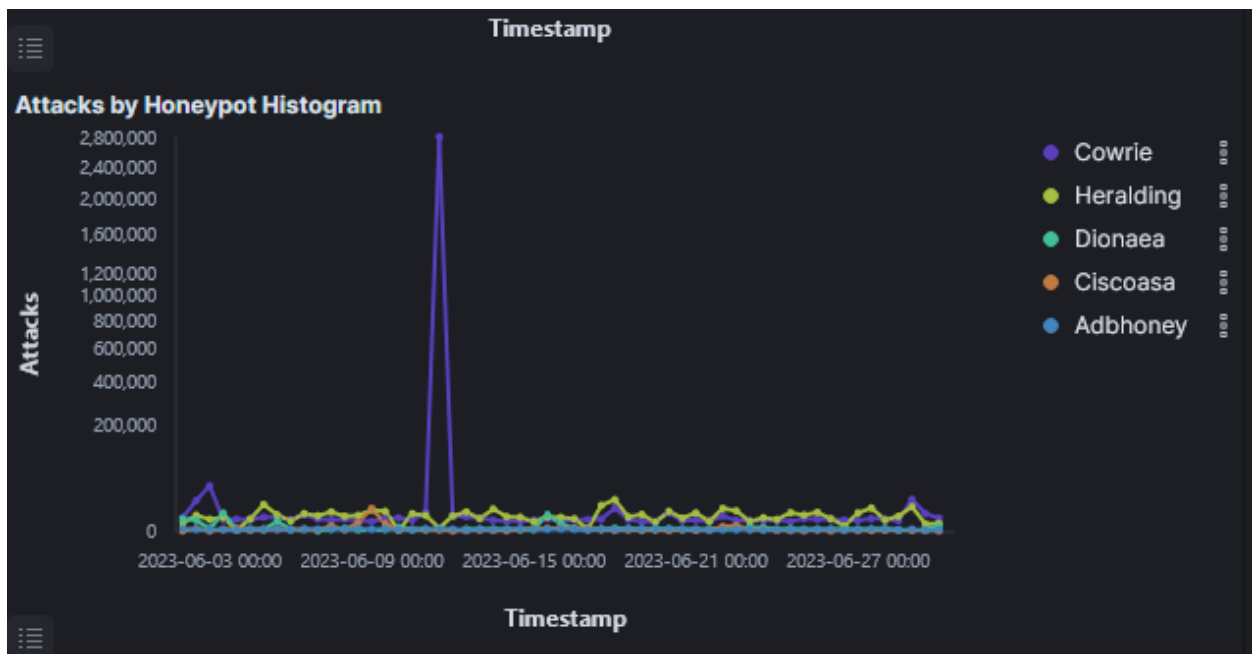 Timestamp
Attacks by Honeypot Histogram
2,800,000
2,400,000
2,000,000
1,600,000
1,200,000
1,000,000
800,000
600,000
400,000
200,000
0
Attacks
2023-06-03 00:00 2023-06-09 00:00 2023-06-15 00:00 2023-06-21 00:00 2023-06-27 00:00
Cowrie
Heralding
Dionaea
Ciscoasa
Adbhoney
Timestamp